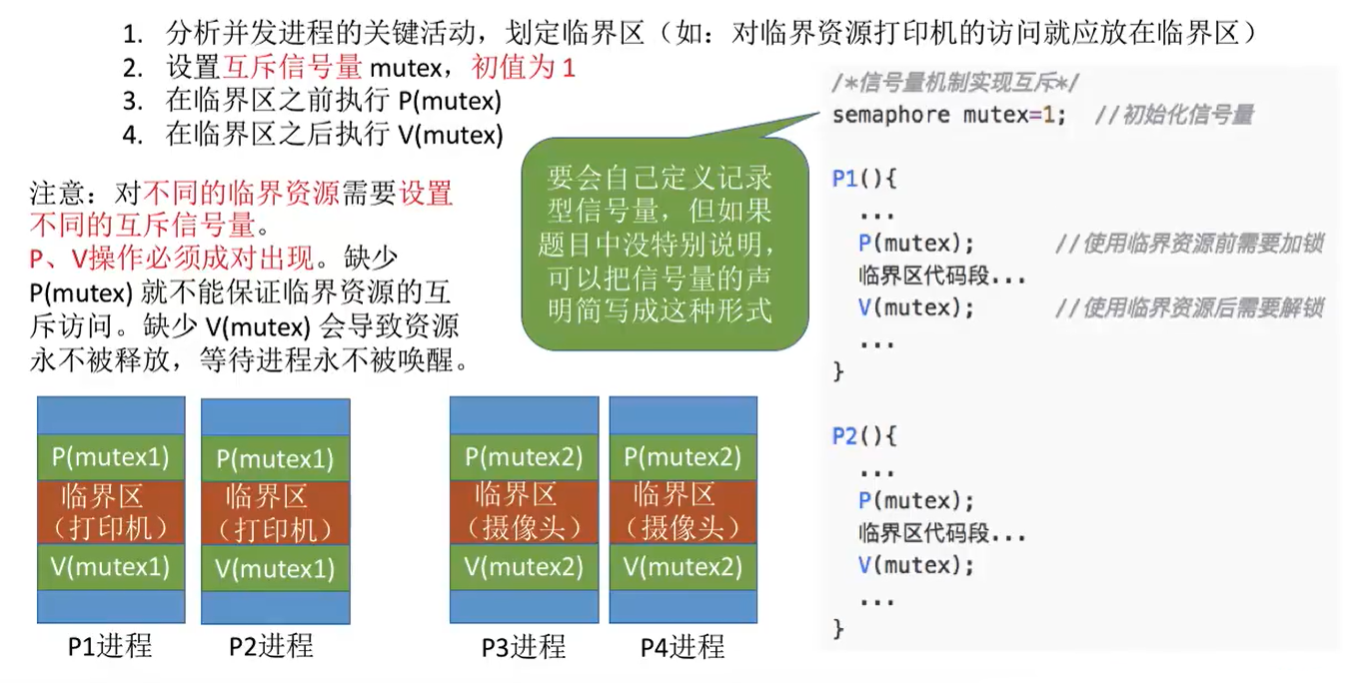 1. 分析并发进程的关键活动，划定临界区（如：对临界资源打印机的访问就应放在临界区）
2. 设置互斥信号量 mutex，初值为 1
3. 在临界区之前执行 P(mutex)
4. 在临界区之后执行 V(mutex)
注意：对不同的临界资源需要设置
不同的互斥信号量。
P、V操作必须成对出现。缺少
P(mutex) 就不能保证临界资源的互
斥访问。缺少 V(mutex) 会导致资源
永不被释放，等待进程永不被唤醒。
要会自己定义记录
型信号量，但如果
题目中没特别说明，
可以把信号量的声
明简写成这种形式
/*信号量机制实现互斥*/
semaphore mutex=1; //初始化信号量
P1(){
...
P(mutex); //使用临界资源前需要加锁
临界区代码段...
V(mutex); //使用临界资源后需要解锁
...
}
P2(){
...
P(mutex);
临界区代码段...
V(mutex);
...
}
P(mutex1)
临界区
（打印机）
V(mutex1)
P1进程
P(mutex1)
临界区
（打印机）
V(mutex1)
P2进程
P(mutex2)
临界区
（摄像头）
V(mutex2)
P3进程
P(mutex2)
临界区
（摄像头）
V(mutex2)
P4进程